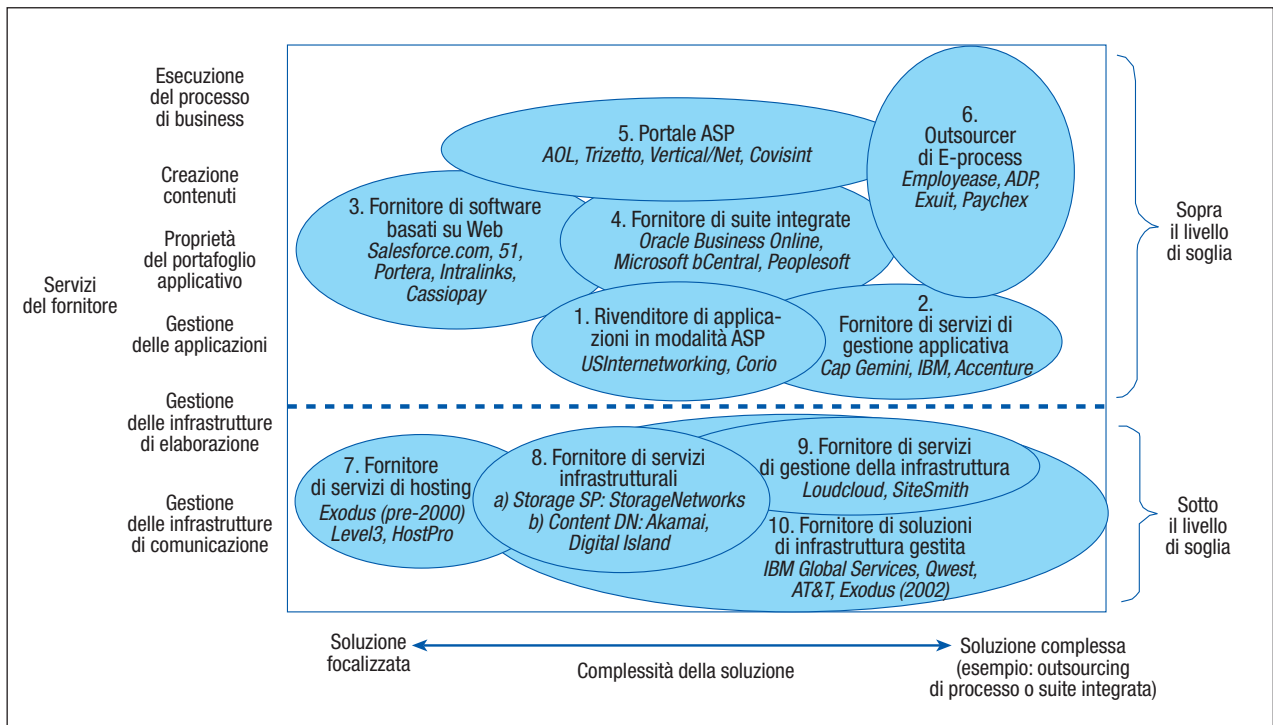 Esecuzione
del processo
di business
Creazione
contenuti
Proprietà
del portafoglio
applicativo
Servizi
del fornitore
Gestione
delle applicazioni
Gestione
delle infrastrutture
di elaborazione
Gestione
delle infrastrutture
di comunicazione
5. Portale ASP
AOL, Trizetto, Vertical/Net, Covisint
6.
Outsourcer
di E-process
Employease, ADP,
Exuit, Paychex
3. Fornitore di software
basati su Web
Salesforce.com, 51,
Portera, Intralinks,
Cassiopay
4. Fornitore di suite integrate
Oracle Business Online,
Microsoft bCentral, Peoplesoft
1. Rivenditore di applica-
zioni in modalità ASP
USInternetworking, Corio
2.
Fornitore di servizi di
gestione applicativa
Cap Gemini, IBM, Accenture
Sopra
il livello
di soglia
7. Fornitore
di servizi di hosting
Exodus (pre-2000)
Level3, HostPro
8. Fornitore di servizi
infrastrutturali
a) Storage SP: StorageNetworks
b) Content DN: Akamai,
Digital Island
9. Fornitore di servizi
di gestione della infrastruttura
Loudcloud, SiteSmith
10. Fornitore di soluzioni
di infrastruttura gestita
IBM Global Services, Qwest,
AT&T, Exodus (2002)
Sotto
il livello
di soglia
Soluzione
focalizzata
Complessità della soluzione
Soluzione complessa
(esempio: outsourcing
di processo o suite integrata)